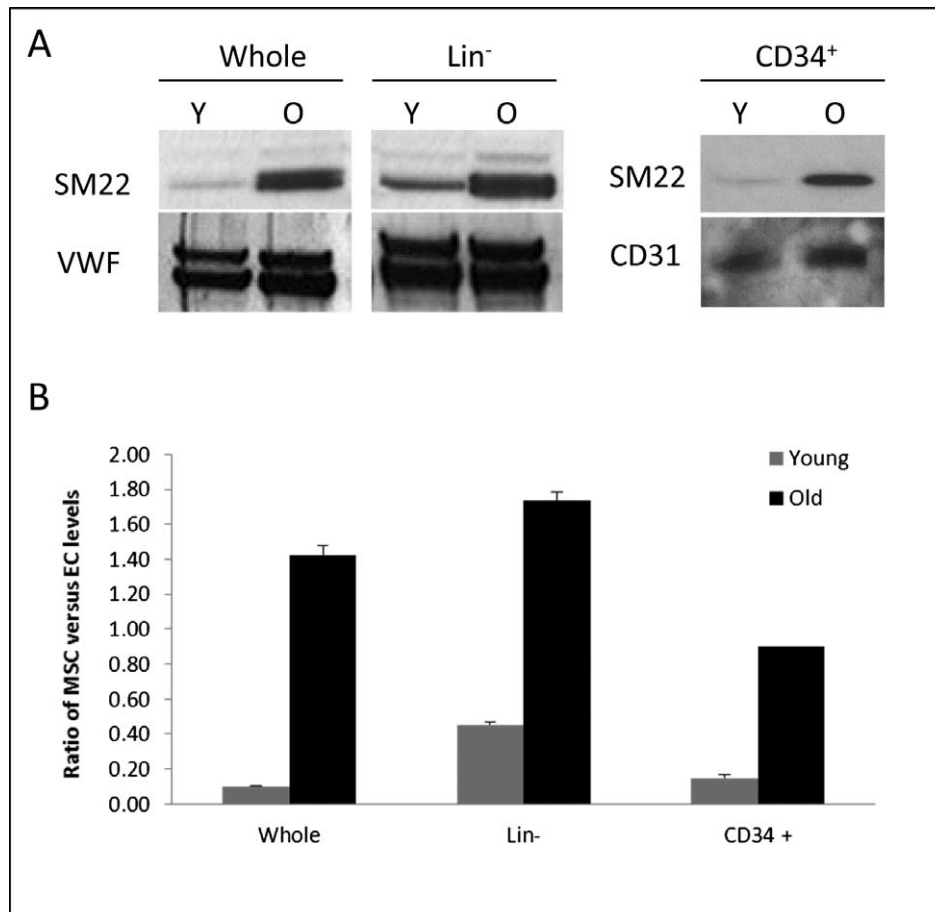 A
Whole Lin⁻ CD34⁺
Y O Y O Y O
SM22 SM22
VWF CD31
B
Ratio of MSC versus EC levels
2.00
1.80
1.60
1.40
1.20
1.00
0.80
0.60
0.40
0.20
0.00
Young
Old
Whole Lin- CD34 +